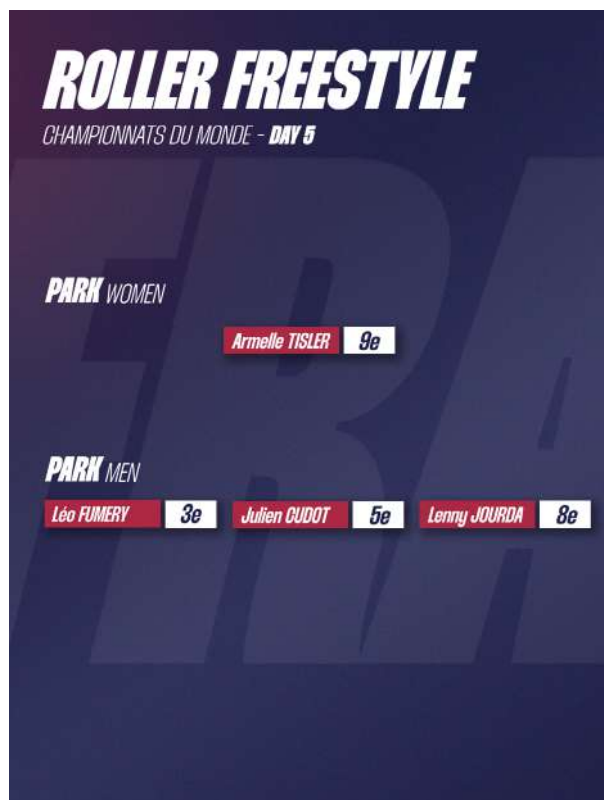 ROLLER FREESTYLE
CHAMPIONNATS DU MONDE - DAY 5
FRA
PARK WOMEN
Armelle TISLER 9e
PARK MEN
Léo FUMERY 3e Julien CUDOT 5e Lenny JOURDA 8e